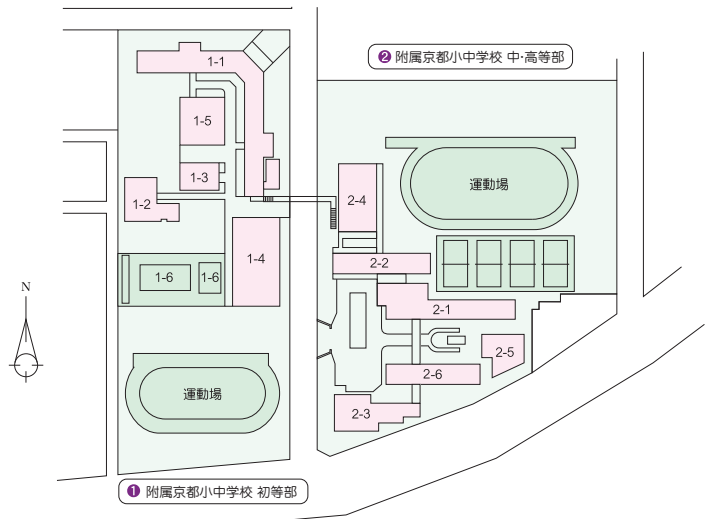 ❷ 附属京都小中学校 中・高等部
1-1
1-5
1-3
1-2
1-4
1-6
1-6
運動場
2-4
運動場
2-2
2-1
2-5
2-6
2-3
N
❶ 附属京都小中学校 初等部